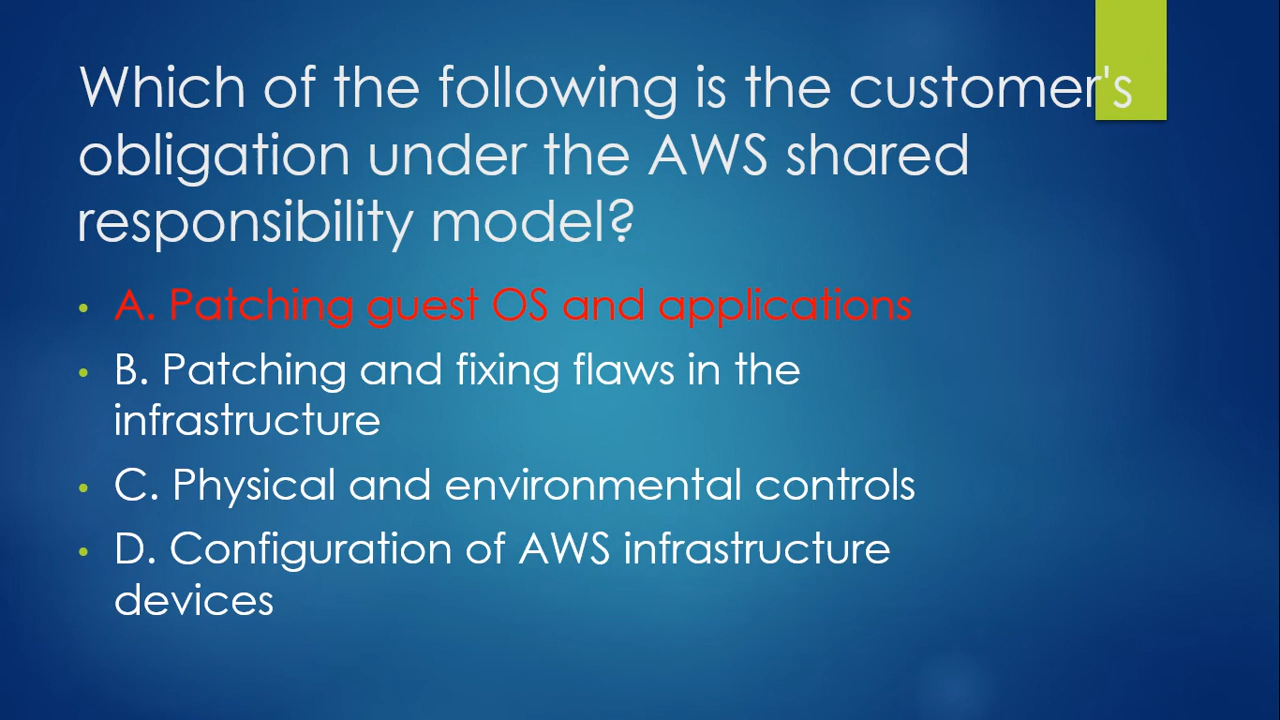 Which of the following is the customer's
obligation under the AWS shared
responsibility model?
• A. Patching guest OS and applications
• B. Patching and fixing flaws in the
infrastructure
• C. Physical and environmental controls
• D. Configuration of AWS infrastructure
devices